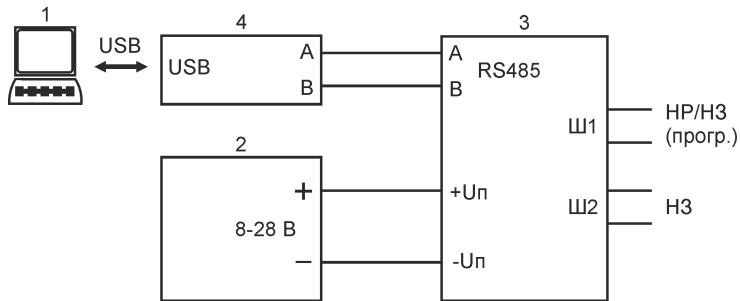 1
USB
4
USB
A
B
3
A
RS485
B
Ш1
НР/НЗ
(прогр.)
Ш2
НЗ
2
+
8-28 В
–
+Uп
-Uп